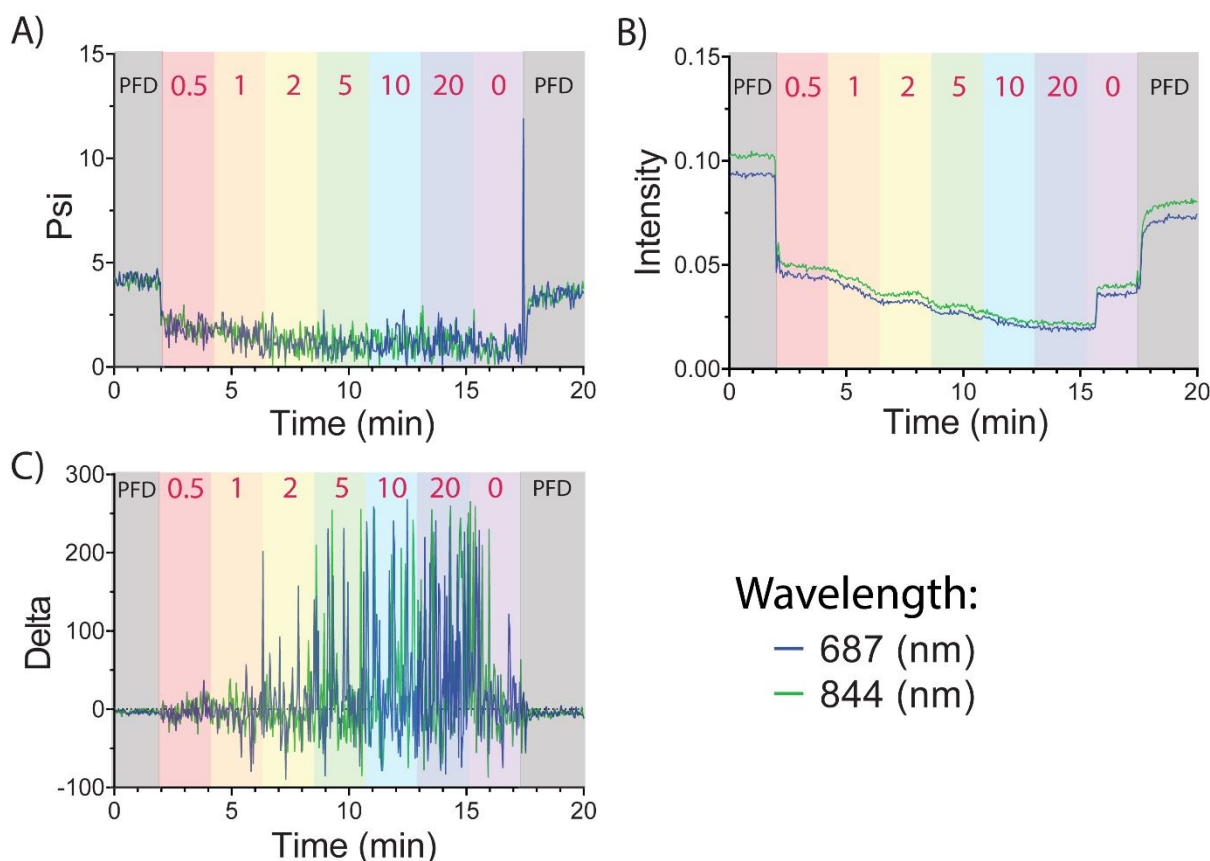 A)
15
10
5
0
Psi
PFD 0.5 1 2 5 10 20 0 PFD
0 5 10 15 20
Time (min)
B)
0.15
0.10
0.05
0.00
Intensity
PFD 0.5 1 2 5 10 20 0 PFD
0 5 10 15 20
Time (min)
C)
300
200
100
0
-100
Delta
PFD 0.5 1 2 5 10 20 0 PFD
0 5 10 15 20
Time (min)
Wavelength:
687 (nm)
844 (nm)